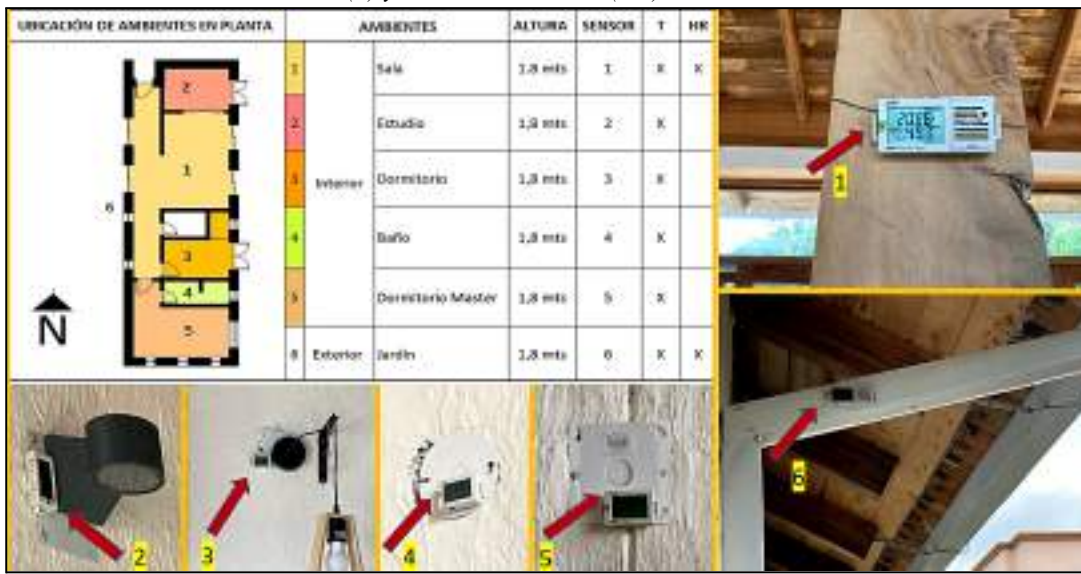 UBICACIÓN DE AMBIENTES EN PLANTA AMBIENTES ALTURA SENSOR T HR
1 Sala 1,8 mts 1 X X
2 Estudio 1,8 mts 2 X
3 Interior Dormitorio 1,8 mts 3 X
4 Baño 1,8 mts 4 X
5 Dormitorio Master 1,8 mts 5 X
6 Exterior Jardín 1,8 mts 6 X X
2
1
6
3
4
5
N
1
2
3
4
5
6